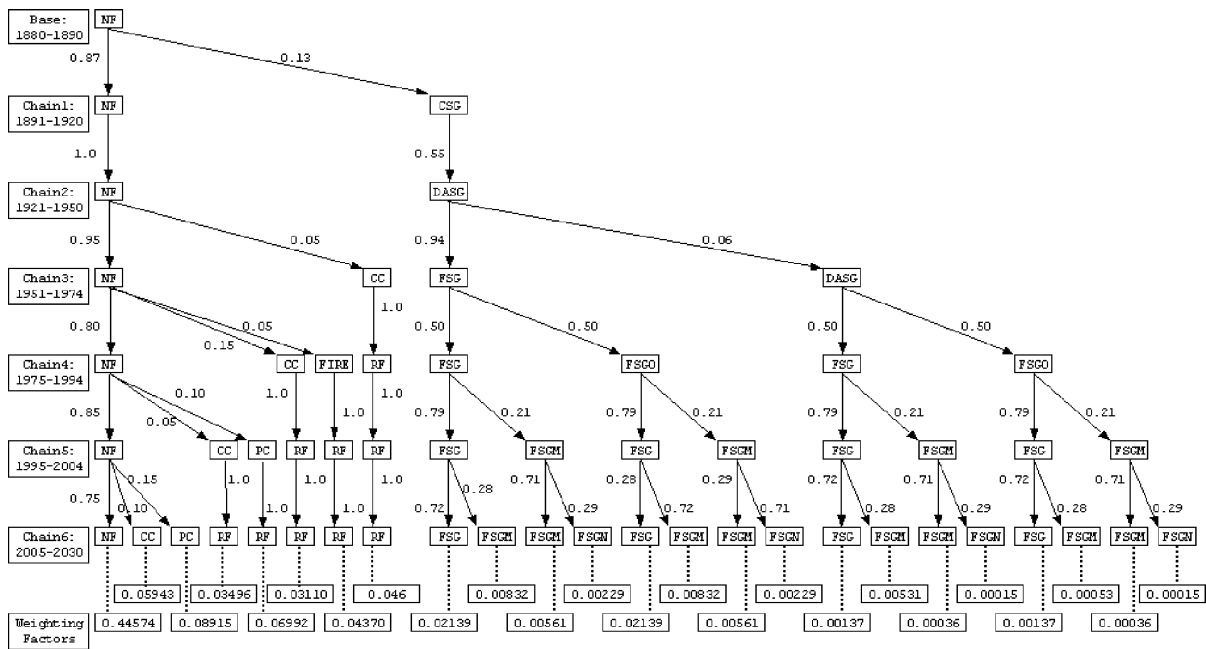 Base: NF
1880-1890
0.87 0.13
Chain1: NF CSG
1891-1920
1.0 0.55
Chain2: NF DASG
1921-1950
0.95 0.05 0.94 0.06
Chain3: NF CC FSG DASG
1951-1974
0.80 0.15 0.05 1.0 0.50 0.50 0.50 0.50
Chain4: NF CC FIRE RF FSG FSGO FSG FSGO
1975-1994
0.85 0.05 0.10 1.0 1.0 1.0 0.79 0.21 0.79 0.21 0.79 0.21 0.79 0.21
Chain5: NF CC PC RF RF RF FSG FSGM FSG FSGM FSG FSGM FSG FSGM
1995-2004
0.75 0.10 0.15 1.0 1.0 1.0 1.0 1.0 0.72 0.28 0.71 0.29 0.28 0.72 0.29 0.71 0.72 0.28 0.71 0.29 0.72 0.28 0.71 0.29
Chain6: NF CC PC RF RF RF RF RF FSG FSGM FSGM FSGN FSG FSGM FSGM FSGN FSG FSGM FSGM FSGN FSG FSGM FSGM FSGN
2005-2030
0.05943 0.03496 0.03110 0.046 0.00832 0.00229 0.00832 0.00229 0.00531 0.00015 0.00053 0.00015
Weighting 0.44574 0.08915 0.06992 0.04370 0.02139 0.00561 0.02139 0.00561 0.00137 0.00036 0.00137 0.00036
Factors